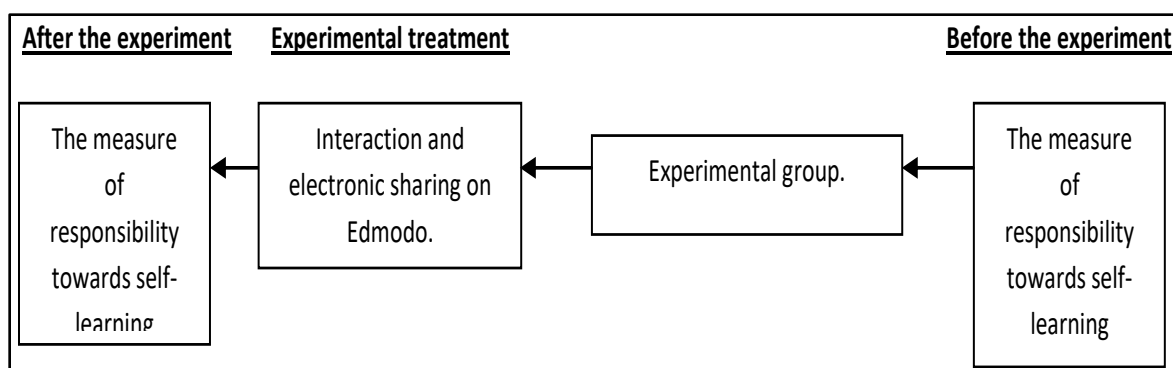 After the experiment
Experimental treatment
Before the experiment
The measure
of
responsibility
towards self-
learning
Interaction and
electronic sharing on
Edmodo.
Experimental group.
The measure
of
responsibility
towards self-
learning